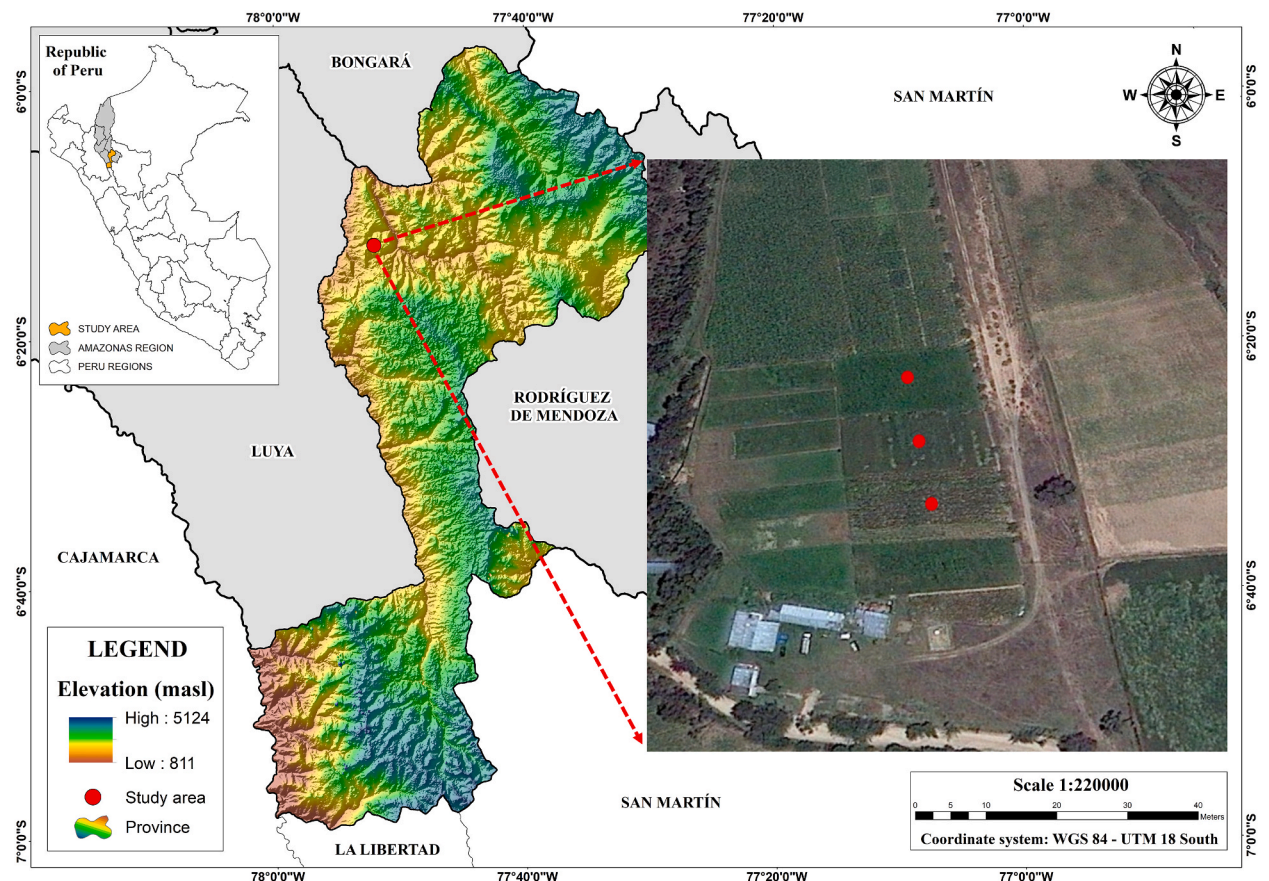 78°0'0"W 77°40'0"W 77°20'0"W 77°0'0"W
Republic
of Peru
STUDY AREA
AMAZONAS REGION
PERU REGIONS
BONGARÁ
SAN MARTÍN
N
W E
S
6°0'0"S
6°0'0"S
6°20'0"S
6°20'0"S
RODRÍGUEZ
DE MENDOZA
LUYA
CAJAMARCA
6°40'0"S
6°40'0"S
LEGEND
Elevation (masl)
High : 5124
Low : 811
Study area
Province
SAN MARTÍN
LA LIBERTAD
Scale 1:220000
0 5 10 20 30 40
Meters
Coordinate system: WGS 84 - UTM 18 South
7°0'0"S
7°0'0"S
78°0'0"W 77°40'0"W 77°20'0"W 77°0'0"W